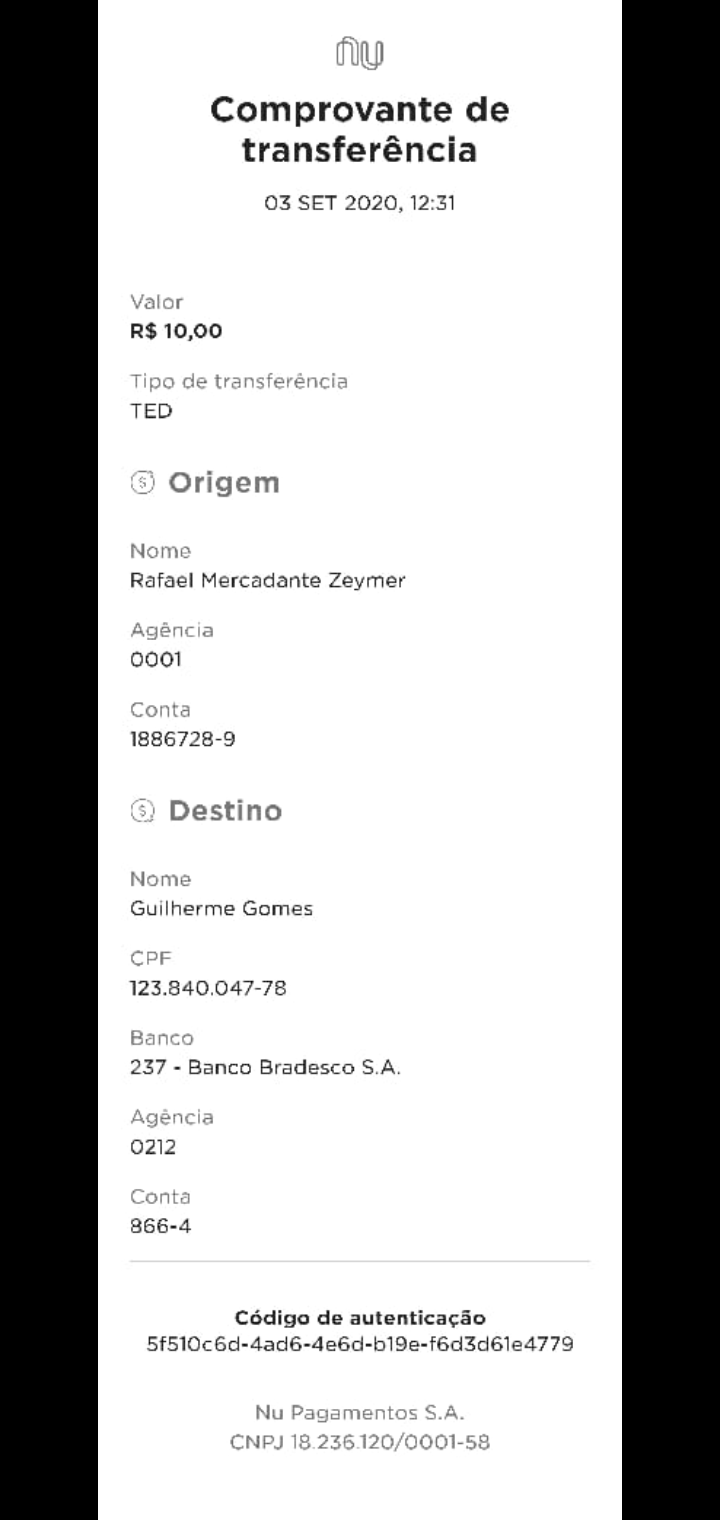 nu
Comprovante de
transferência
03 SET 2020, 12:31
Valor
R$ 10,00
Tipo de transferência
TED
Origem
Nome
Rafael Mercadante Zeymer
Agência
0001
Conta
1886728-9
Destino
Nome
Guilherme Gomes
CPF
123.840.047-78
Banco
237 - Banco Bradesco S.A.
Agência
0212
Conta
866-4
Código de autenticação
5f510c6d-4ad6-4e6d-b19e-f6d3d61e4779
Nu Pagamentos S.A.
CNPJ 18.236.120/0001-58